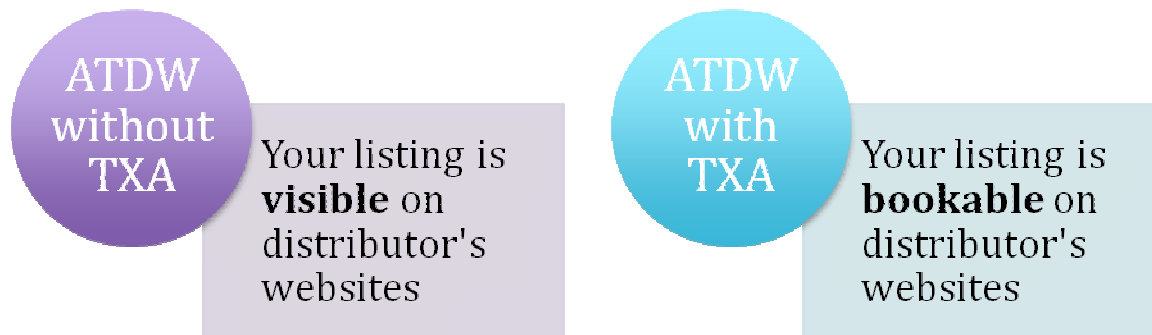 ATDW
without
TXA
Your listing is
visible on
distributor's
websites
ATDW
with
TXA
Your listing is
bookable on
distributor's
websites